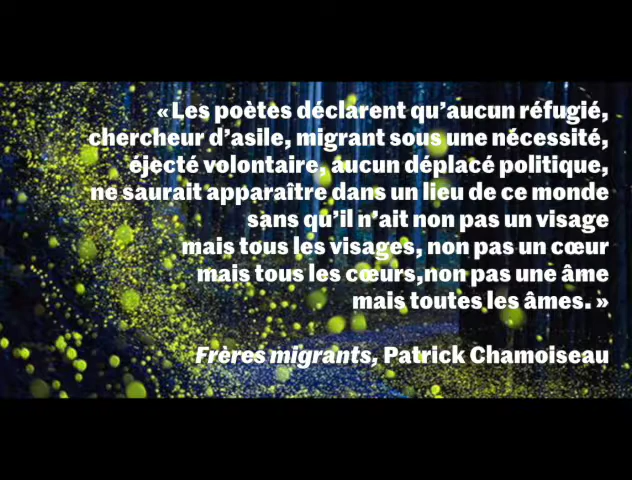 « Les poètes déclarent qu’aucun réfugié,
chercheur d’asile, migrant sous une nécessité,
éjecté volontaire, aucun déplacé politique,
ne saurait apparaître dans un lieu de ce monde
sans qu’il n’ait non pas un visage
mais tous les visages, non pas un cœur
mais tous les cœurs,non pas une âme
mais toutes les âmes. »
Frères migrants, Patrick Chamoiseau